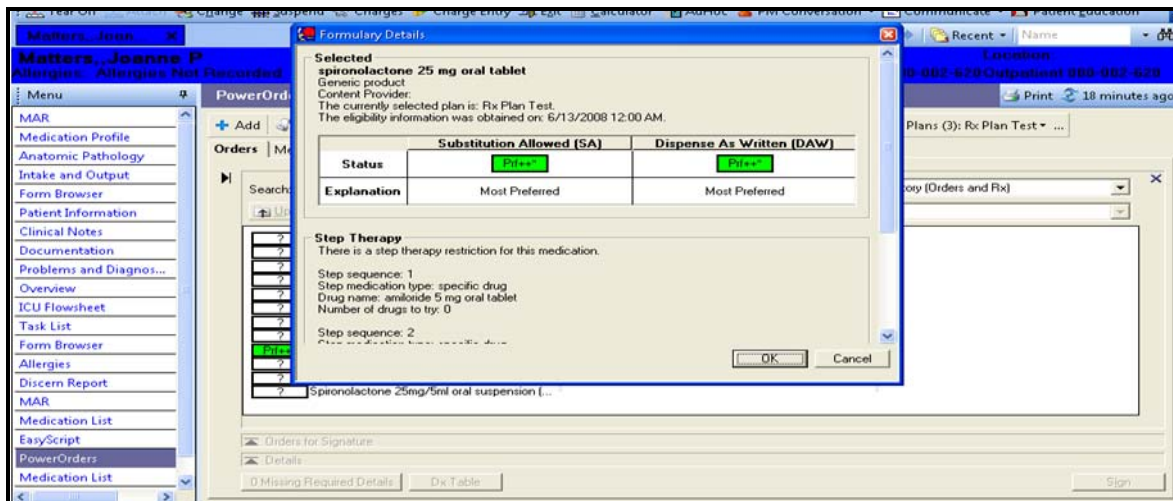 Change Suspend Charges Charge Entry Exit Calculator AdHoc PM Conversation Communicate Patient Education
Matters, Joan
Recent Name
Matters, Joanne P
Location
Allergies: Allergies Not Recorded
Outpatient
Menu
PowerOrd
Print 18 minutes ago
MAR
Medication Profile
Anatomic Pathology
Intake and Output
Form Browser
Patient Information
Clinical Notes
Documentation
Problems and Diagnos...
Overview
ICU Flowsheet
Task List
Form Browser
Allergies
Discern Report
MAR
Medication List
EasyScript
PowerOrders
Medication List
Add
Plans (3): Rx Plan Test ...
Orders
Search:
(Orders and Rx)
Formulary Details
Selected
spironolactone 25 mg oral tablet
Generic product
Content Provider:
The currently selected plan is: Rx Plan Test.
The eligibility information was obtained on: 6/13/2008 12:00 AM.
Substitution Allowed (SA) Dispense As Written (DAW)
Status Prf++* Prf++*
Explanation Most Preferred Most Preferred
Step Therapy
There is a step therapy restriction for this medication.
Step sequence: 1
Step medication type: specific drug
Drug name: amiloride 5 mg oral tablet
Number of drugs to try: 0
Step sequence: 2
OK Cancel
? Spironolactone 25mg/5ml oral suspension (...
Orders for Signature
Details
0 Missing Required Details Dx Table Sign